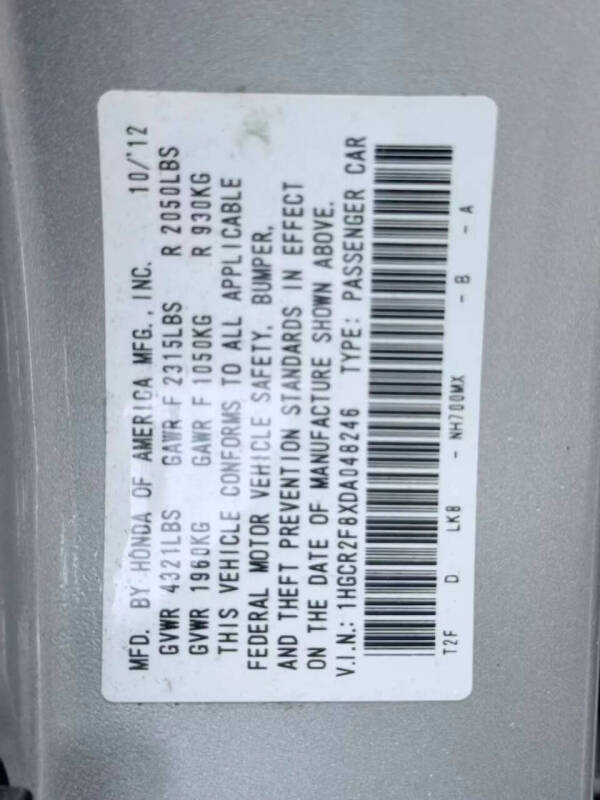 MFD. BY HONDA OF AMERICA MFG., INC. 10/'12
GVWR 4321LBS GAWR F 2315LBS R 2050LBS
GVWR 1960KG GAWR F 1050KG R 930KG
THIS VEHICLE CONFORMS TO ALL APPLICABLE
FEDERAL MOTOR VEHICLE SAFETY, BUMPER,
AND THEFT PREVENTION STANDARDS IN EFFECT
ON THE DATE OF MANUFACTURE SHOWN ABOVE.
V.I.N.: 1HGCR2F8XDA048246 TYPE: PASSENGER CAR
T2F D LK8 - NH700MX - B - A